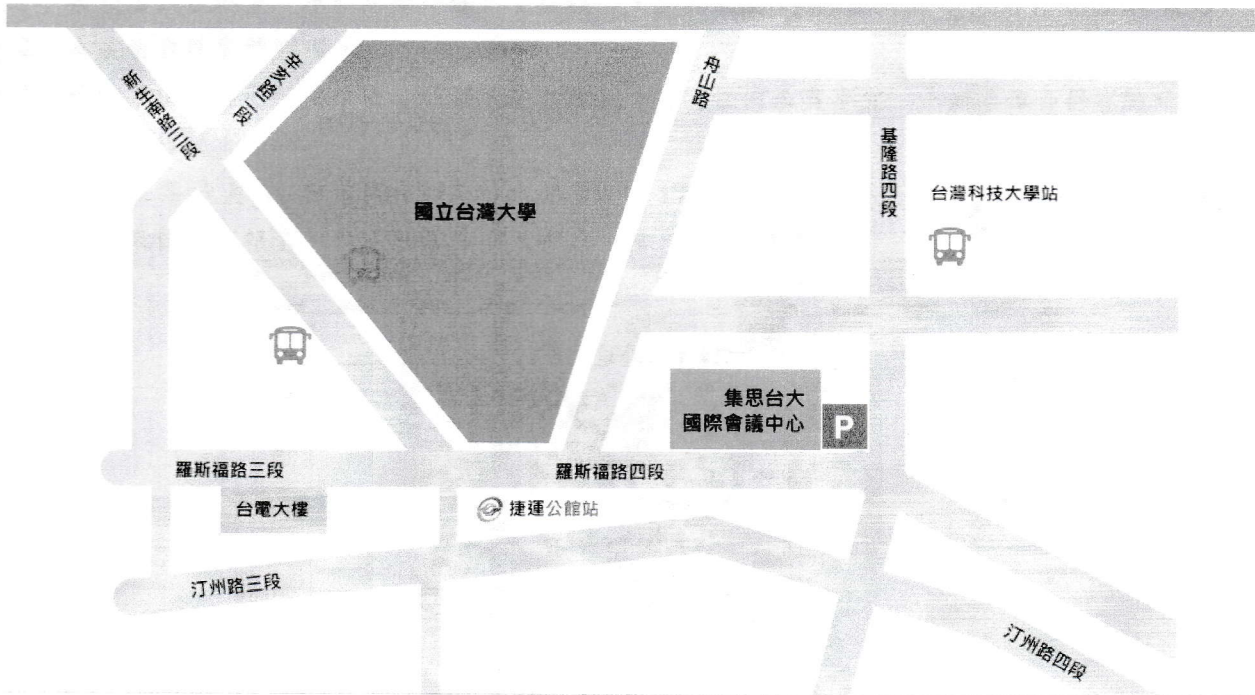 新生南路三段
辛亥路二段
舟山路
基隆路四段
台灣科技大學站
國立台灣大學
集思台大
國際會議中心
P
羅斯福路三段
羅斯福路四段
台電大樓
捷運公館站
汀州路三段
汀州路四段